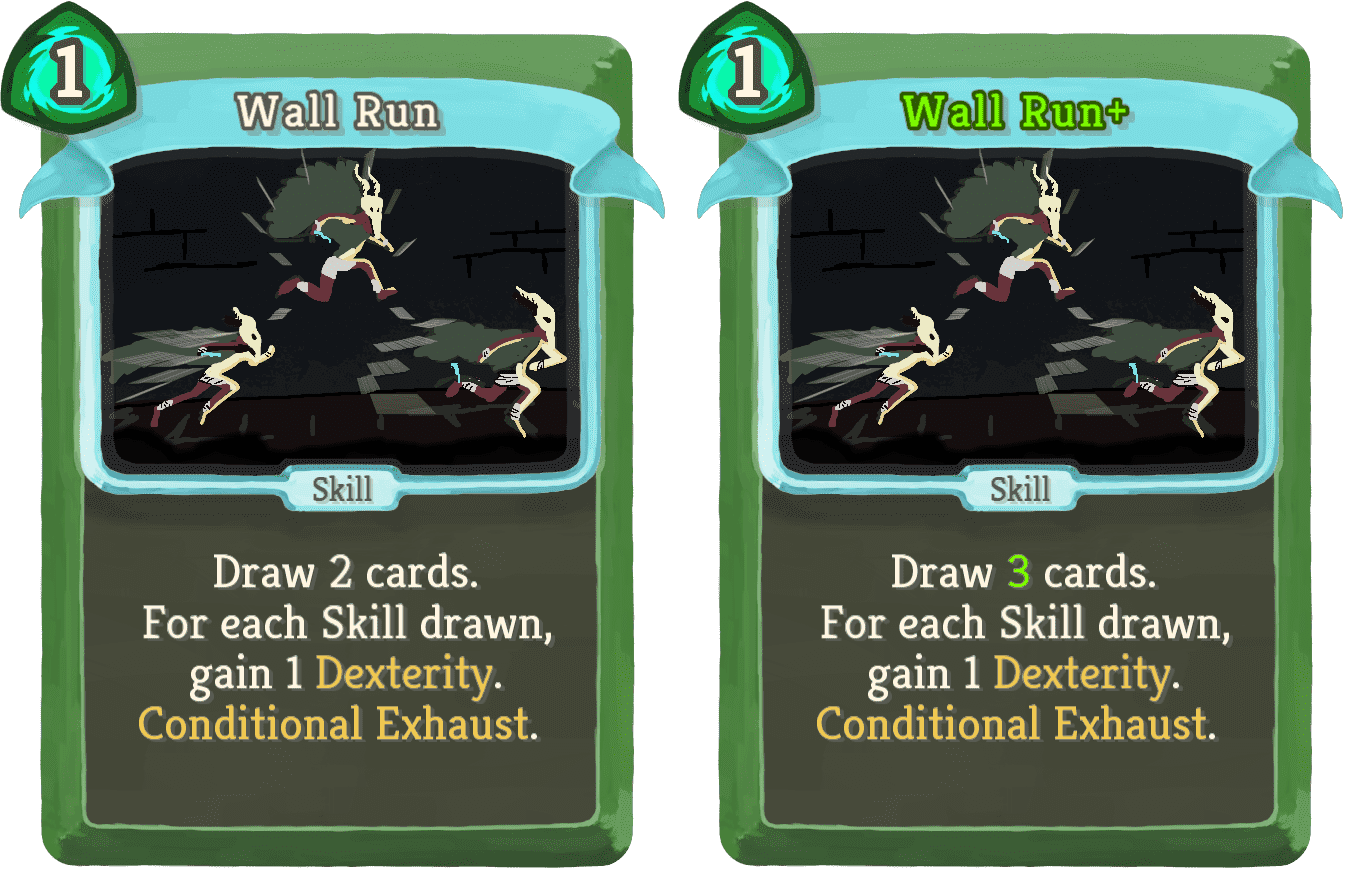 1
Wall Run
Skill
Draw 2 cards.
For each Skill drawn,
gain 1 Dexterity.
Conditional Exhaust.
1
Wall Run+
Skill
Draw 3 cards.
For each Skill drawn,
gain 1 Dexterity.
Conditional Exhaust.